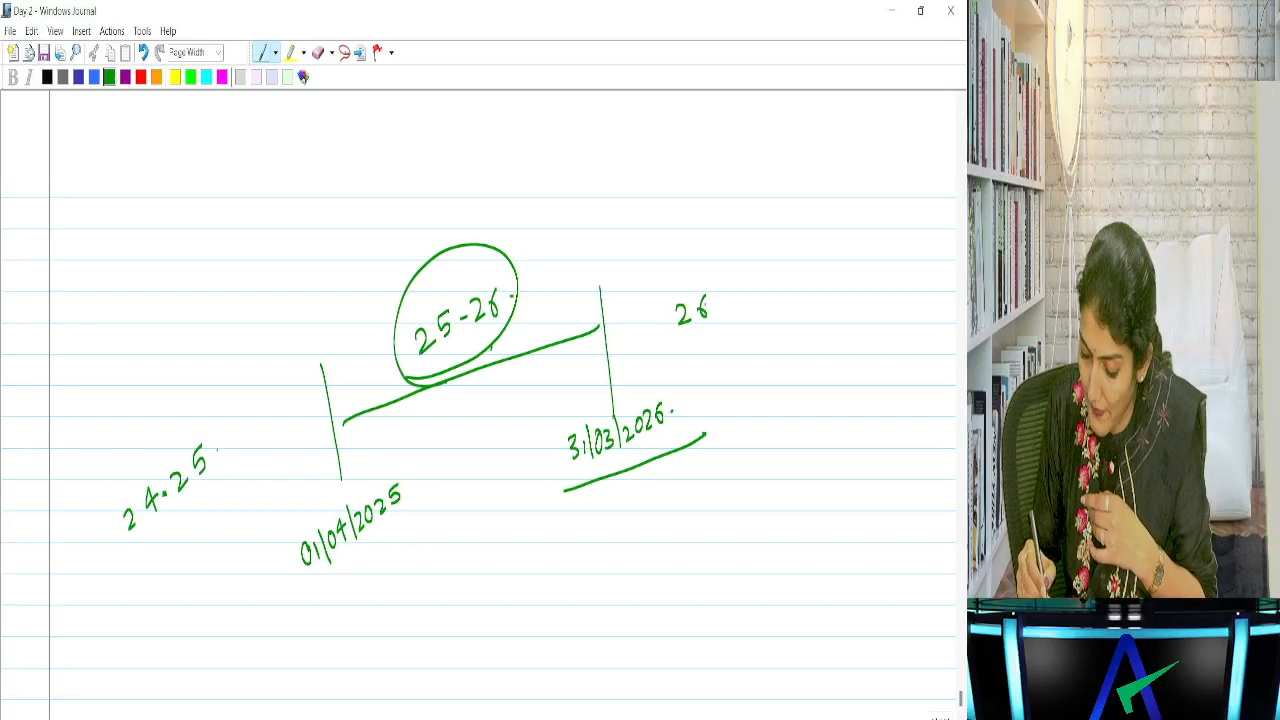 Day 2 - Windows Journal
File Edit View Insert Actions Tools Help
Page Width
B I
25-26.
26
31/03/2026.
24.25
01/04/2025